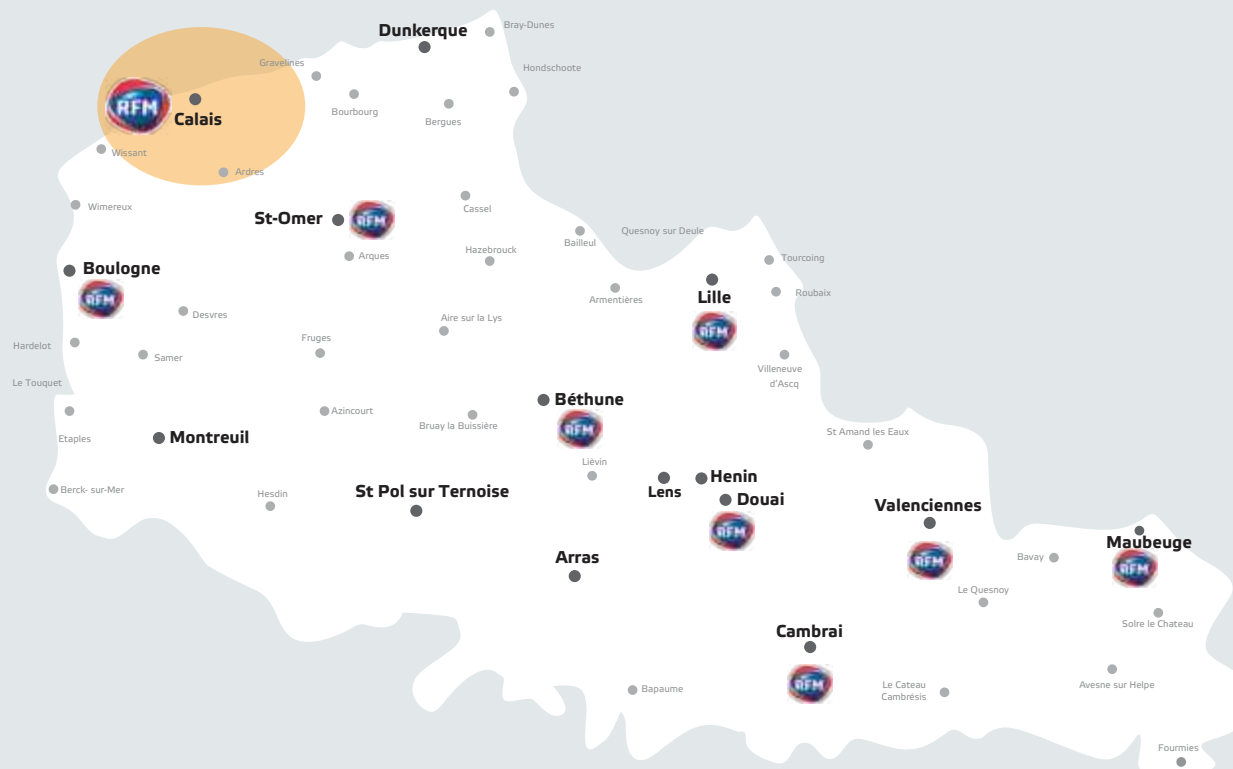 Bray-Dunes
Dunkerque
Gravelines
Hondschoote
RFM
Calais
Bourbourg
Bergues
Wissant
Ardres
Wimereux
Cassel
St-Omer
RFM
Bailleul
Quesnoy sur Deule
Hazebrouck
Arques
Tourcoing
Boulogne
RFM
Armentières
Lille
Roubaix
RFM
Desvres
Aire sur la Lys
Fruges
Hardelot
Samer
Villeneuve
d'Ascq
Le Touquet
Béthune
RFM
Azincourt
Bruay la Buissière
St Amand les Eaux
Etaples
Montreuil
Liévin
Henin
Berck- sur-Mer
Hesdin
St Pol sur Ternoise
Lens
Douai
RFM
Valenciennes
RFM
Maubeuge
RFM
Arras
Bavay
Le Quesnoy
Solre le Chateau
Cambrai
RFM
Bapaume
Le Cateau
Cambrésis
Avesne sur Helpe
Fourmies